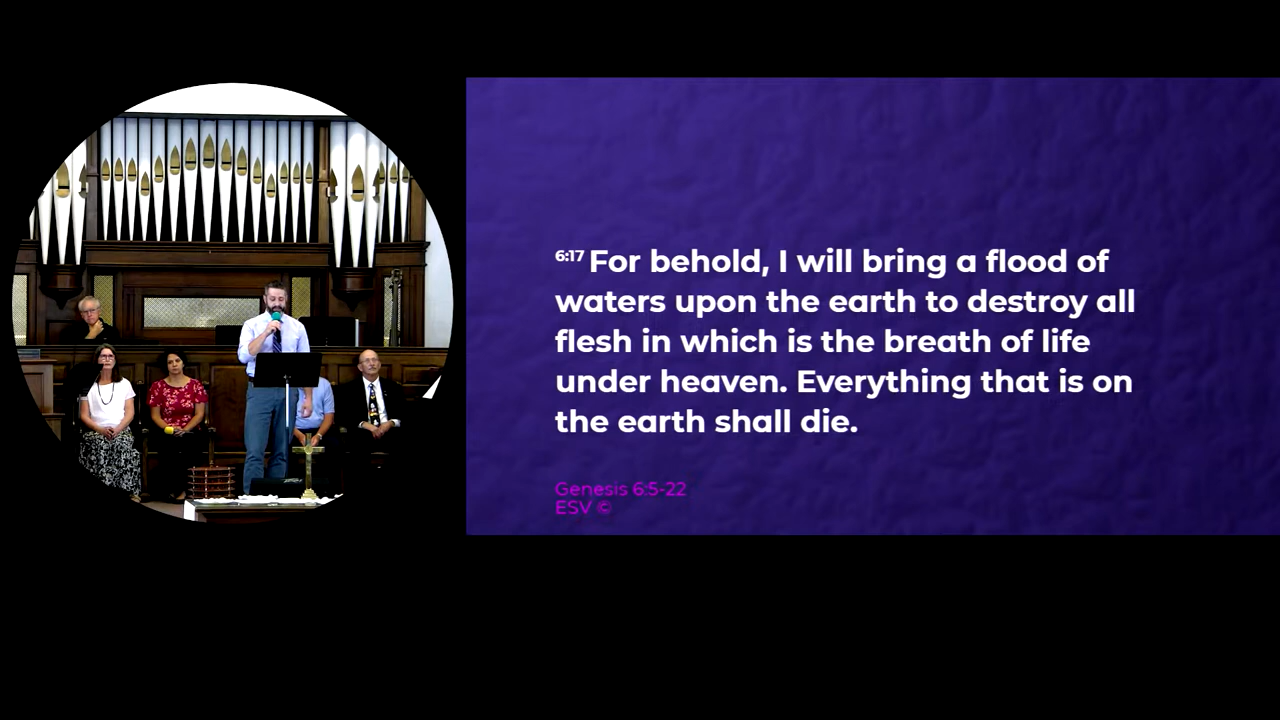 6:17 For behold, I will bring a flood of
waters upon the earth to destroy all
flesh in which is the breath of life
under heaven. Everything that is on
the earth shall die.
Genesis 6:5-22
ESV ©